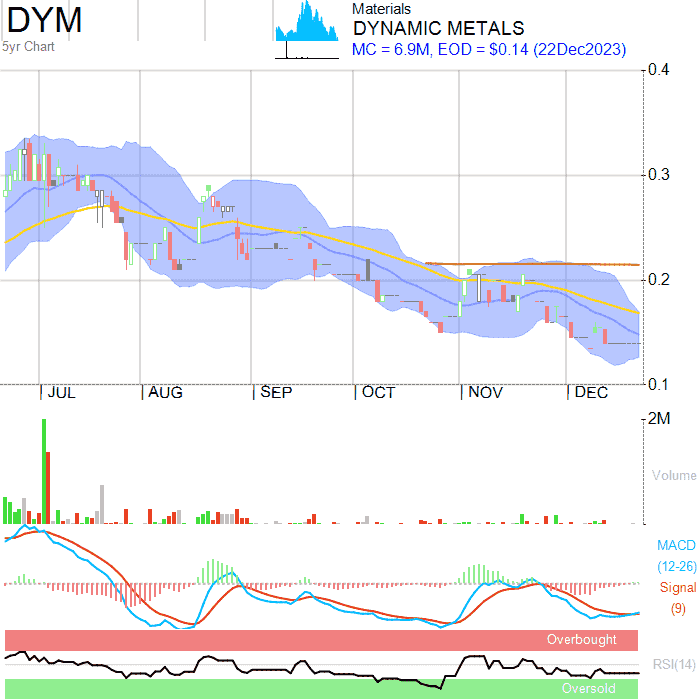 DYM
5yr Chart
Materials
DYNAMIC METALS
MC = 6.9M, EOD = $0.14 (22Dec2023)
0.4
0.3
0.2
0.1
JUL
AUG
SEP
OCT
NOV
DEC
2M
Volume
MACD
(12-26)
Signal
(9)
Overbought
RSI(14)
Oversold